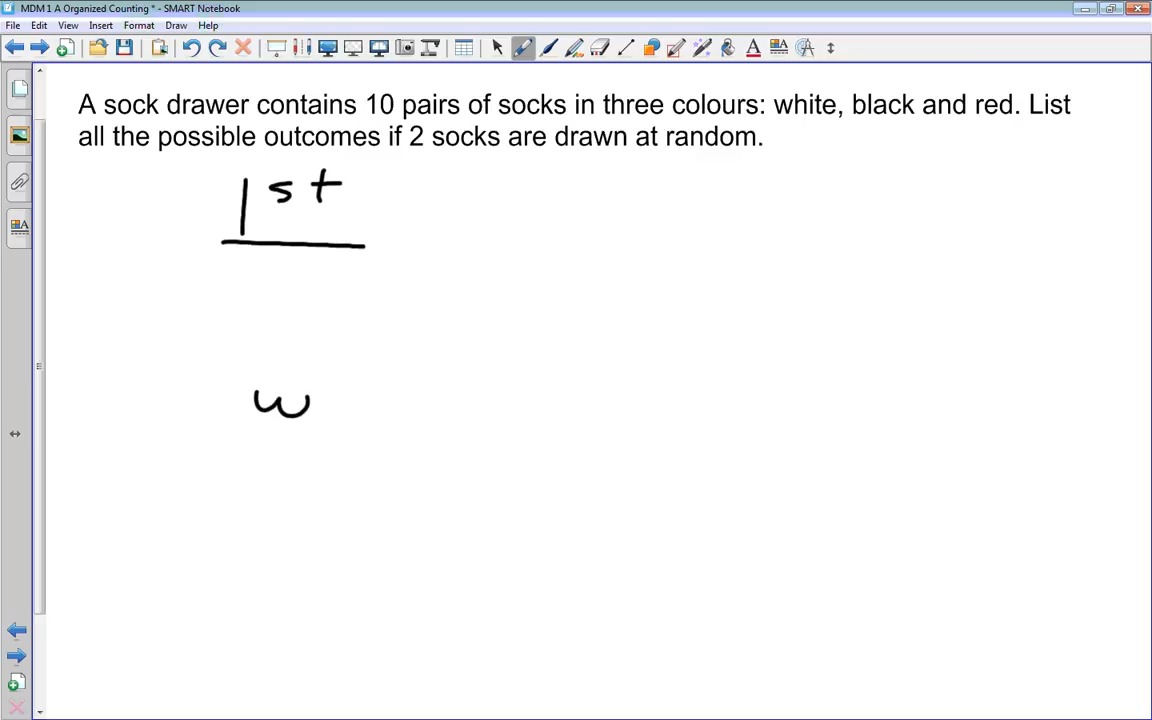 MDM 1 A Organized Counting * - SMART Notebook
File Edit View Insert Format Draw Help
A sock drawer contains 10 pairs of socks in three colours: white, black and red. List
all the possible outcomes if 2 socks are drawn at random.
1st
w